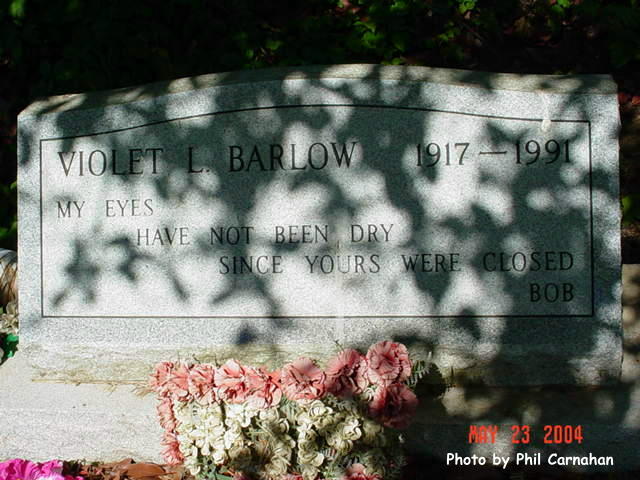 VIOLET L. BARLOW 1917—1991
MY EYES
HAVE NOT BEEN DRY
SINCE YOURS WERE CLOSED
BOB
MAY 23 2004
Photo by Phil Carnahan